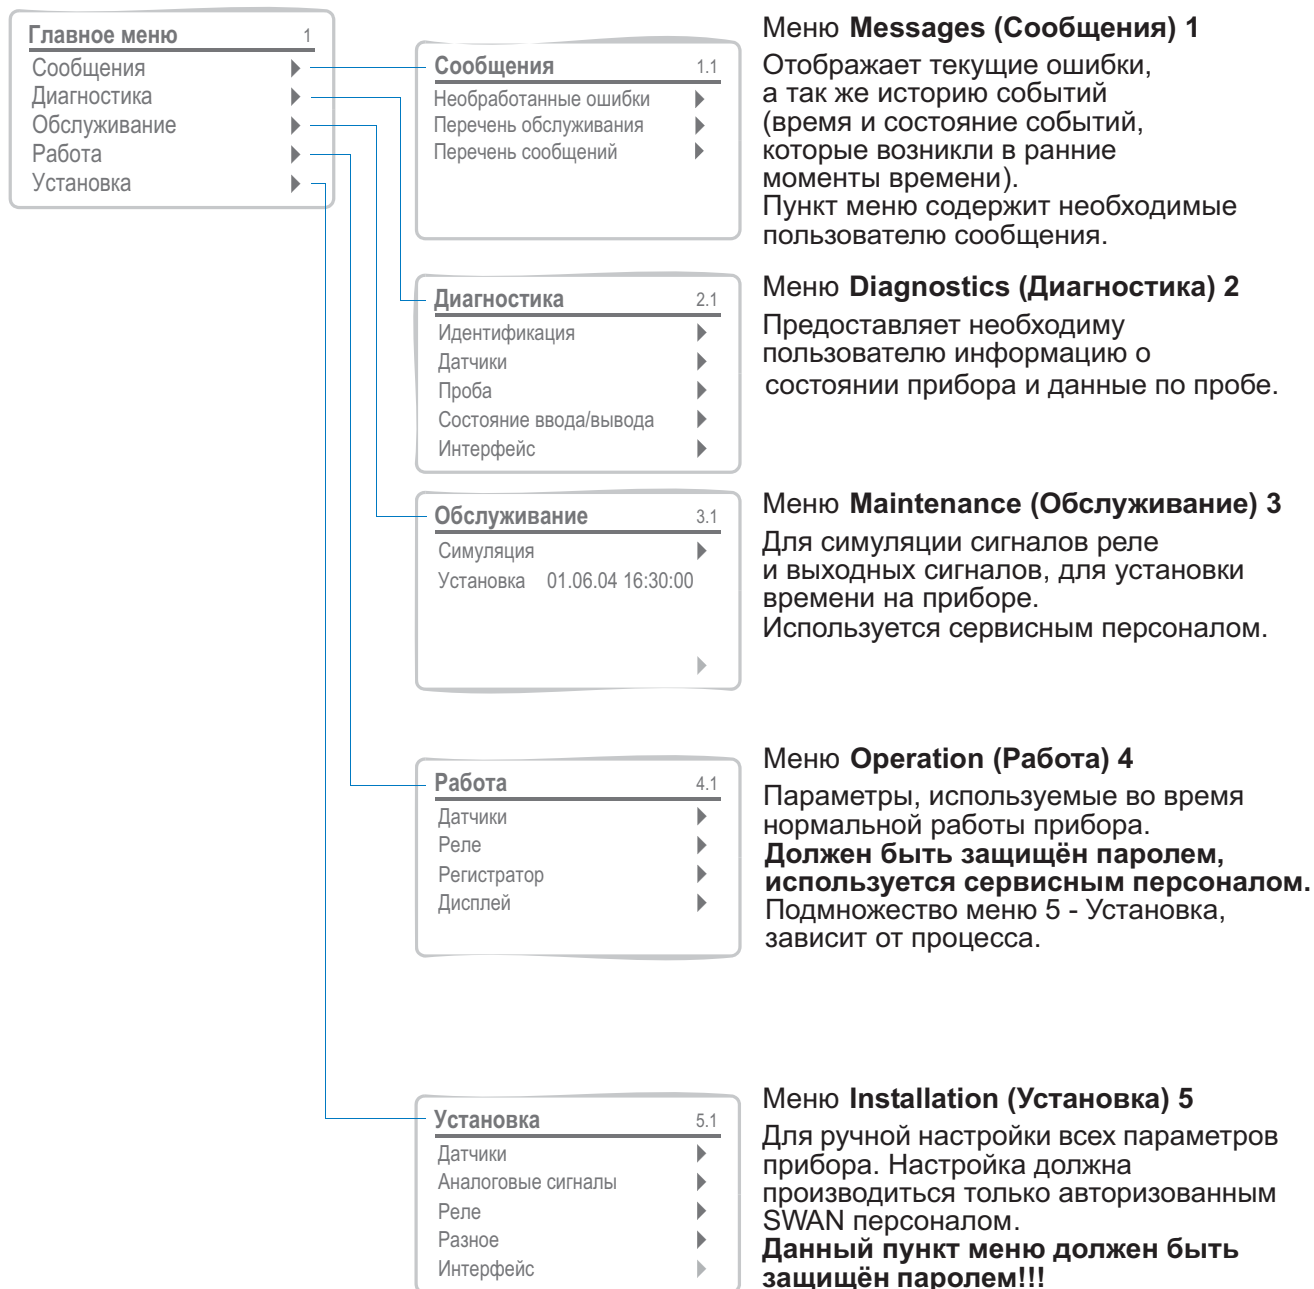 Главное меню 1
Сообщения
Диагностика
Обслуживание
Работа
Установка
Сообщения 1.1
Необработанные ошибки
Перечень обслуживания
Перечень сообщений
Меню Messages (Сообщения) 1
Отображает текущие ошибки,
а так же историю событий
(время и состояние событий,
которые возникли в ранние
моменты времени).
Пункт меню содержит необходимые
пользователю сообщения.
Диагностика 2.1
Идентификация
Датчики
Проба
Состояние ввода/вывода
Интерфейс
Меню Diagnostics (Диагностика) 2
Предоставляет необходиму
пользователю информацию о
состоянии прибора и данные по пробе.
Обслуживание 3.1
Симуляция
Установка 01.06.04 16:30:00
Меню Maintenance (Обслуживание) 3
Для симуляции сигналов реле
и выходных сигналов, для установки
времени на приборе.
Используется сервисным персоналом.
Работа 4.1
Датчики
Реле
Регистратор
Дисплей
Меню Operation (Работа) 4
Параметры, используемые во время
нормальной работы прибора.
Должен быть защищён паролем,
используется сервисным персоналом.
Подмножество меню 5 - Установка,
зависит от процесса.
Установка 5.1
Датчики
Аналоговые сигналы
Реле
Разное
Интерфейс
Меню Installation (Установка) 5
Для ручной настройки всех параметров
прибора. Настройка должна
производиться только авторизованным
SWAN персоналом.
Данный пункт меню должен быть
защищён паролем!!!